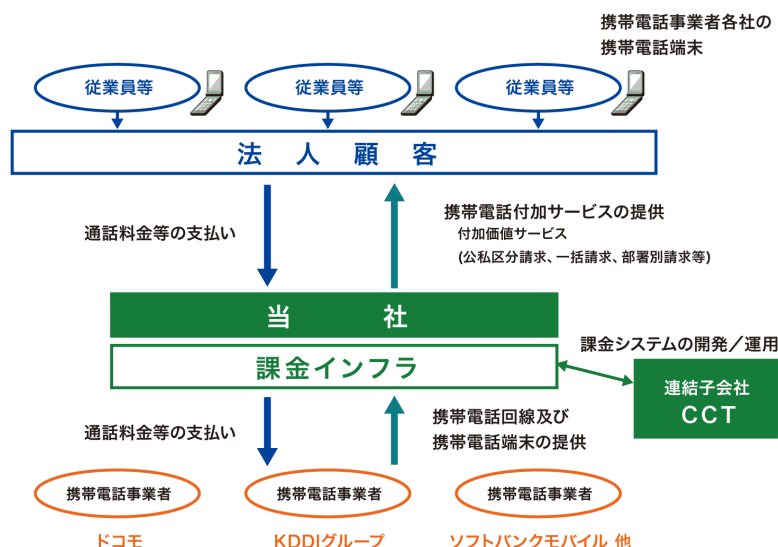 携帯電話事業者各社の
携帯電話端末
従業員等
従業員等
従業員等
法人顧客
通話料金等の支払い
携帯電話付加サービスの提供
付加価値サービス
(公私区分請求、一括請求、部署別請求等)
当社
課金インフラ
課金システムの開発／運用
連結子会社
CCT
通話料金等の支払い
携帯電話回線及び
携帯電話端末の提供
携帯電話事業者
携帯電話事業者
携帯電話事業者
ドコモ
KDDIグループ
ソフトバンクモバイル 他